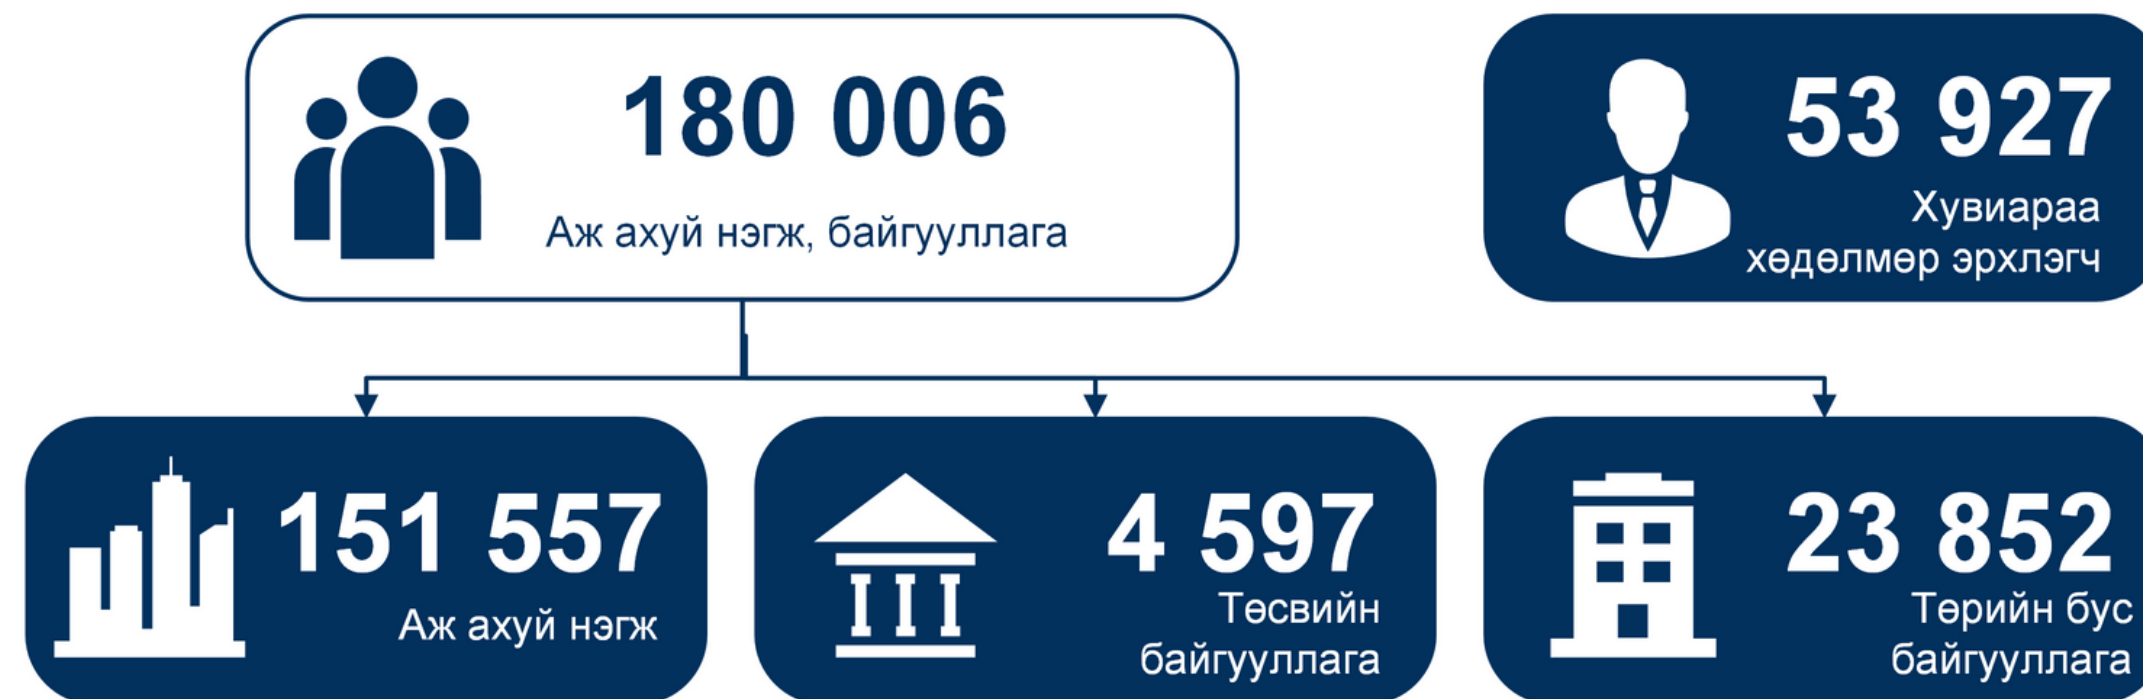 180 006
Аж ахуй нэгж, байгууллага
53 927
Хувиараа
хөдөлмөр эрхлэгч
151 557
Аж ахуй нэгж
4 597
Төсвийн
байгууллага
23 852
Төрийн бус
байгууллага